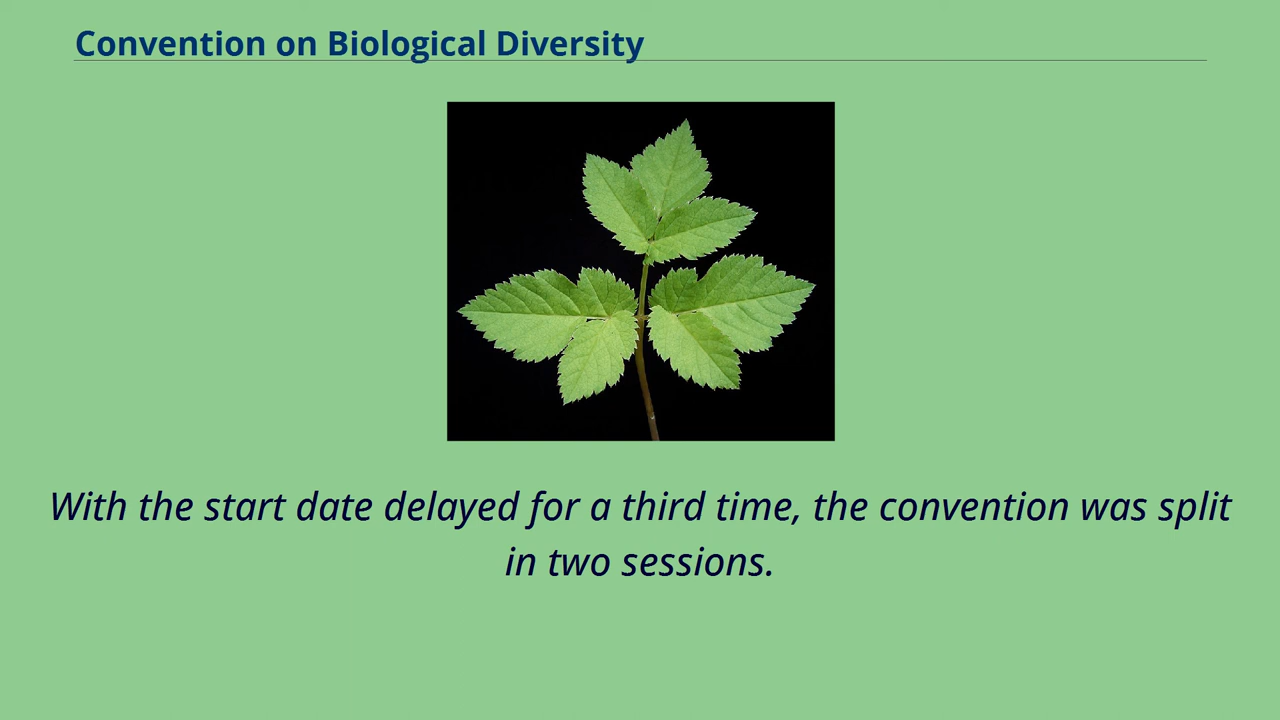 Convention on Biological Diversity
With the start date delayed for a third time, the convention was split
in two sessions.